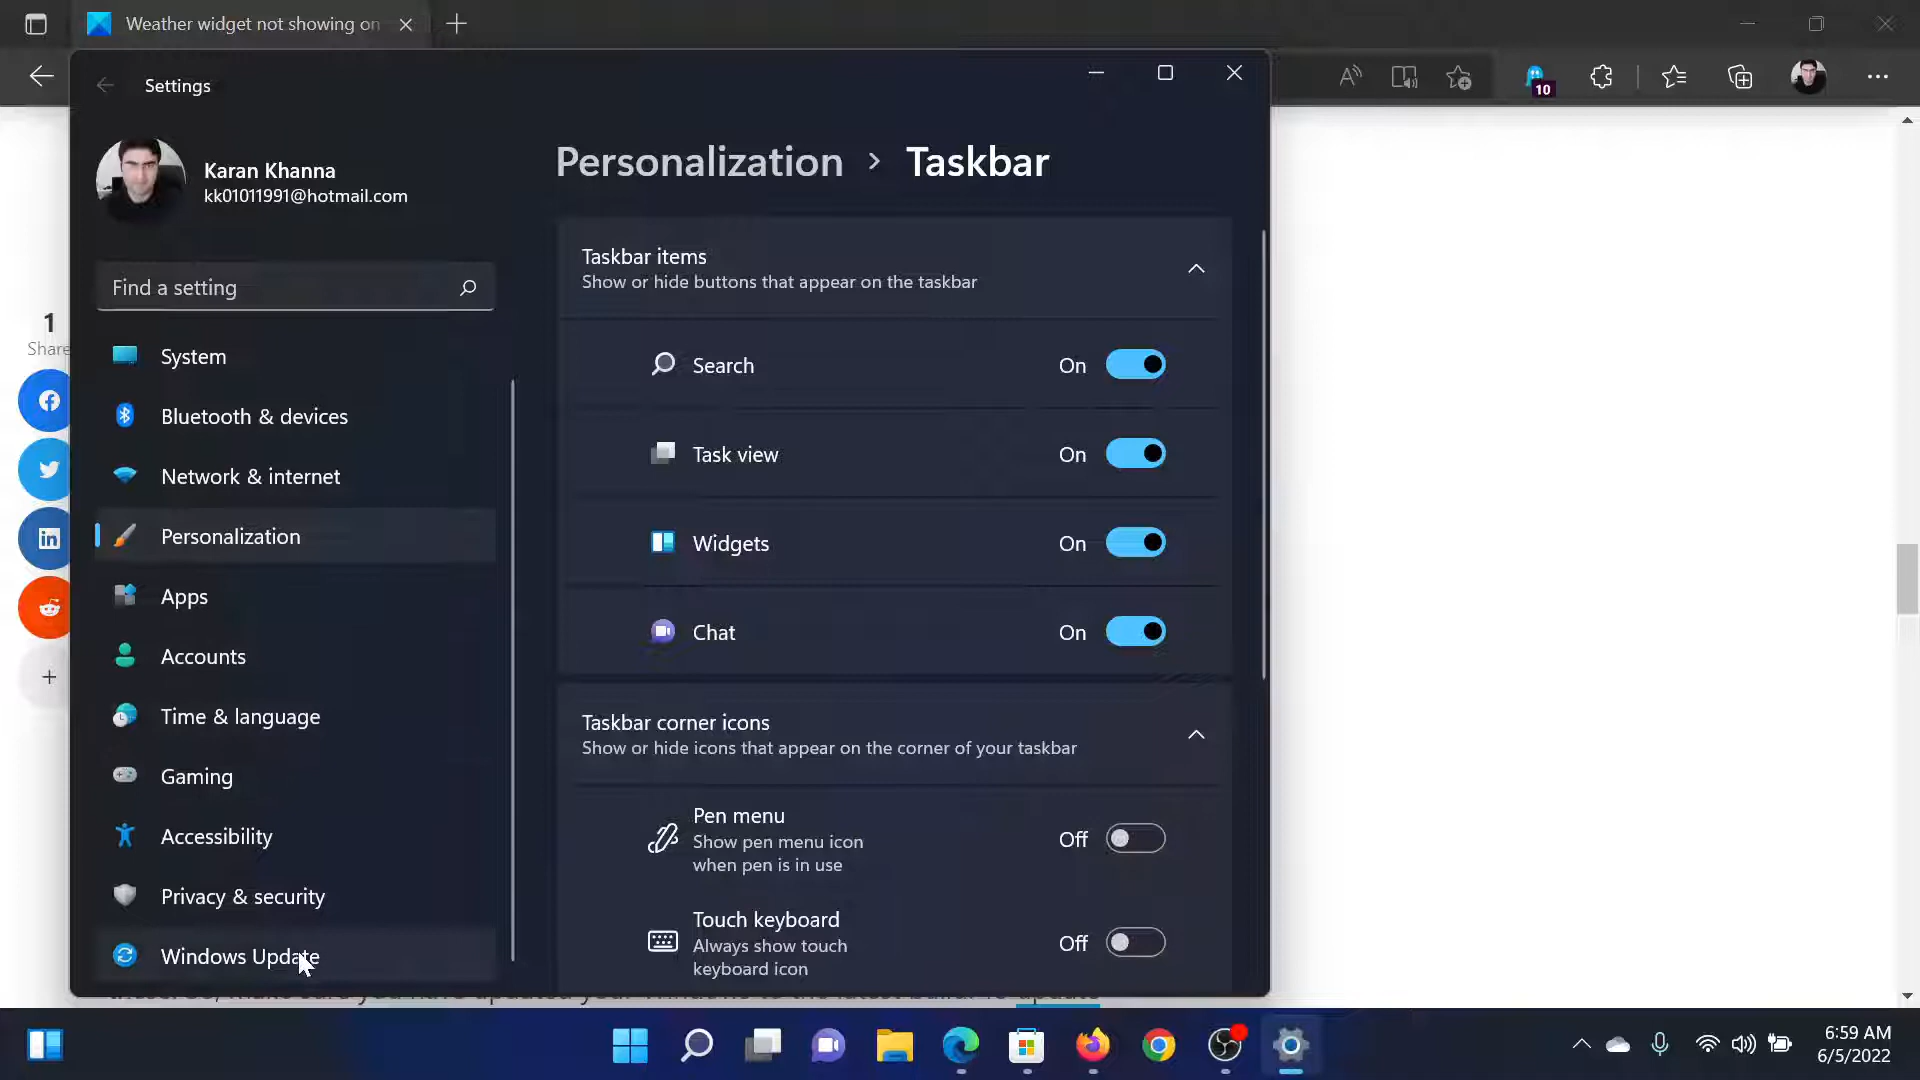 Weather widget not showing on
Settings
10
Karan Khanna
kk01011991@hotmail.com
Personalization > Taskbar
Find a setting
Taskbar items
Show or hide buttons that appear on the taskbar
1
Share
System
Search
On
Bluetooth & devices
Task view
On
Network & internet
Personalization
Widgets
On
Apps
Chat
On
Accounts
Time & language
Taskbar corner icons
Show or hide icons that appear on the corner of your taskbar
Gaming
Pen menu
Show pen menu icon
when pen is in use
Off
Accessibility
Privacy & security
Touch keyboard
Always show touch
keyboard icon
Off
Windows Update
6:59 AM
6/5/2022